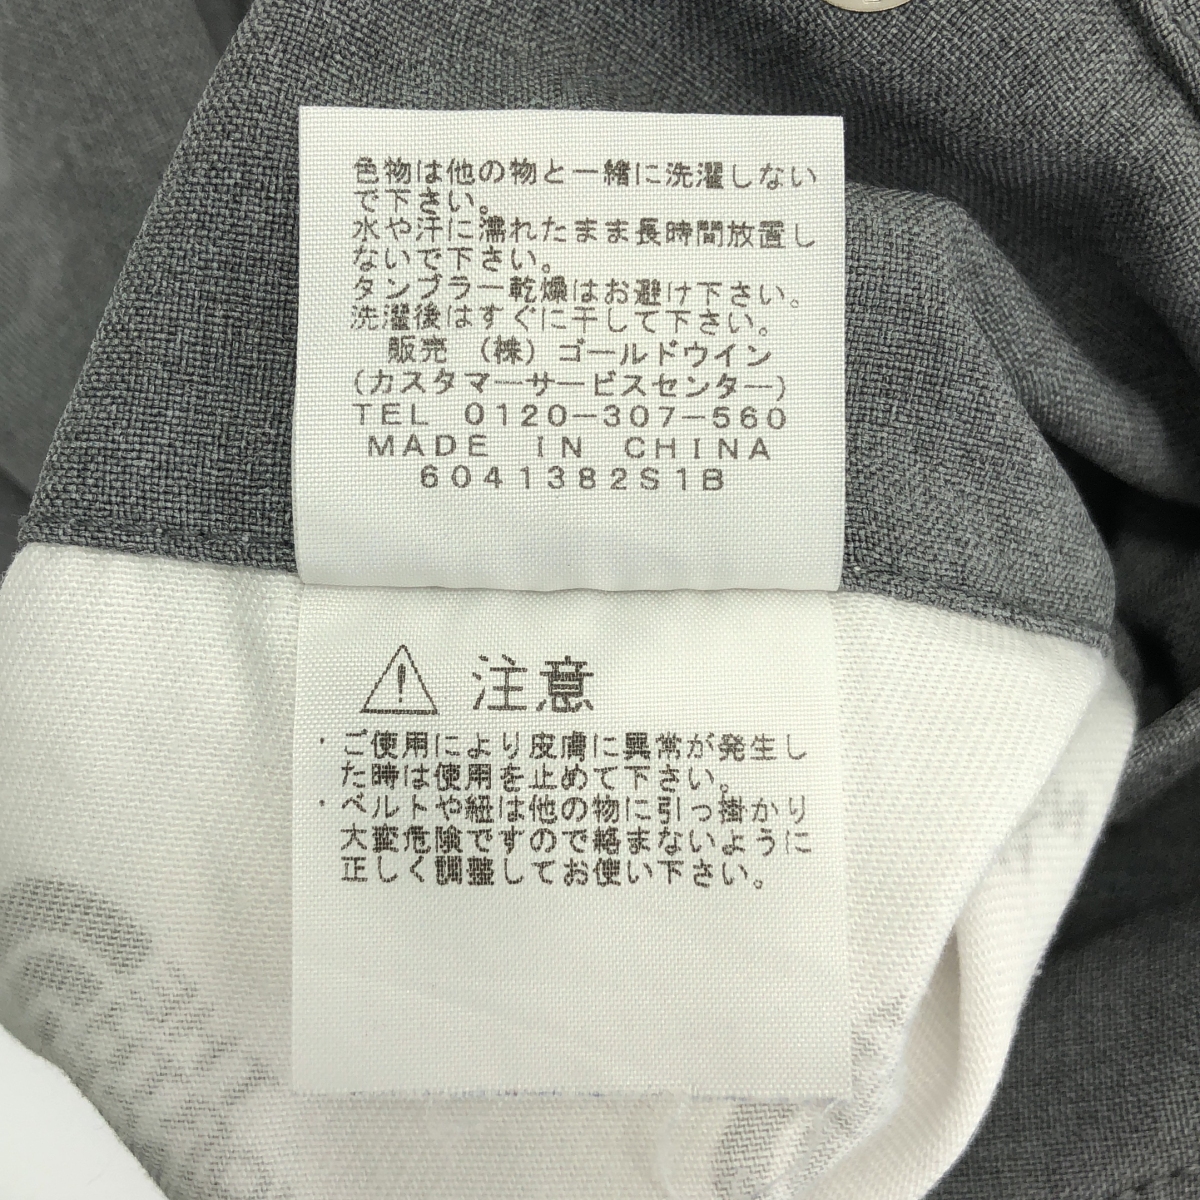 色物は他の物と一緒に洗濯しない
で下さい。
水や汗に濡れたまま長時間放置し
ないで下さい。
タンブラー乾燥はお避け下さい。
洗濯後はすぐに干して下さい。
販売 (株) ゴールドウイン
(カスタマーサービスセンター)
TEL 0120-307-560
MADE IN CHINA
6041382S1B
注意
・ご使用により皮膚に異常が発生し
た時は使用を止めて下さい。
・ベルトや紐は他の物に引っ掛かり
大変危険ですので絡まないように
正しく調整してお使い下さい。